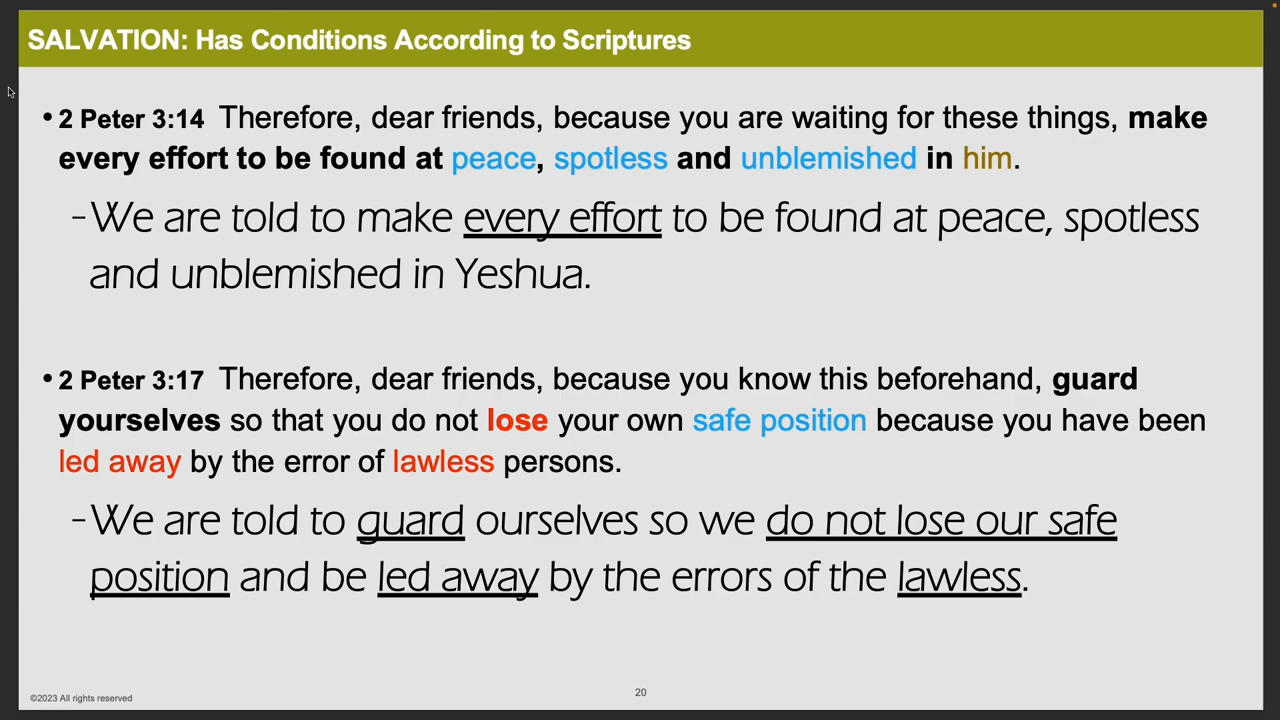 SALVATION: Has Conditions According to Scriptures
• 2 Peter 3:14 Therefore, dear friends, because you are waiting for these things, make
every effort to be found at peace, spotless and unblemished in him.
-We are told to make every effort to be found at peace, spotless
and unblemished in Yeshua.
• 2 Peter 3:17 Therefore, dear friends, because you know this beforehand, guard
yourselves so that you do not lose your own safe position because you have been
led away by the error of lawless persons.
-We are told to guard ourselves so we do not lose our safe
position and be led away by the errors of the lawless.
©2023 All rights reserved
20